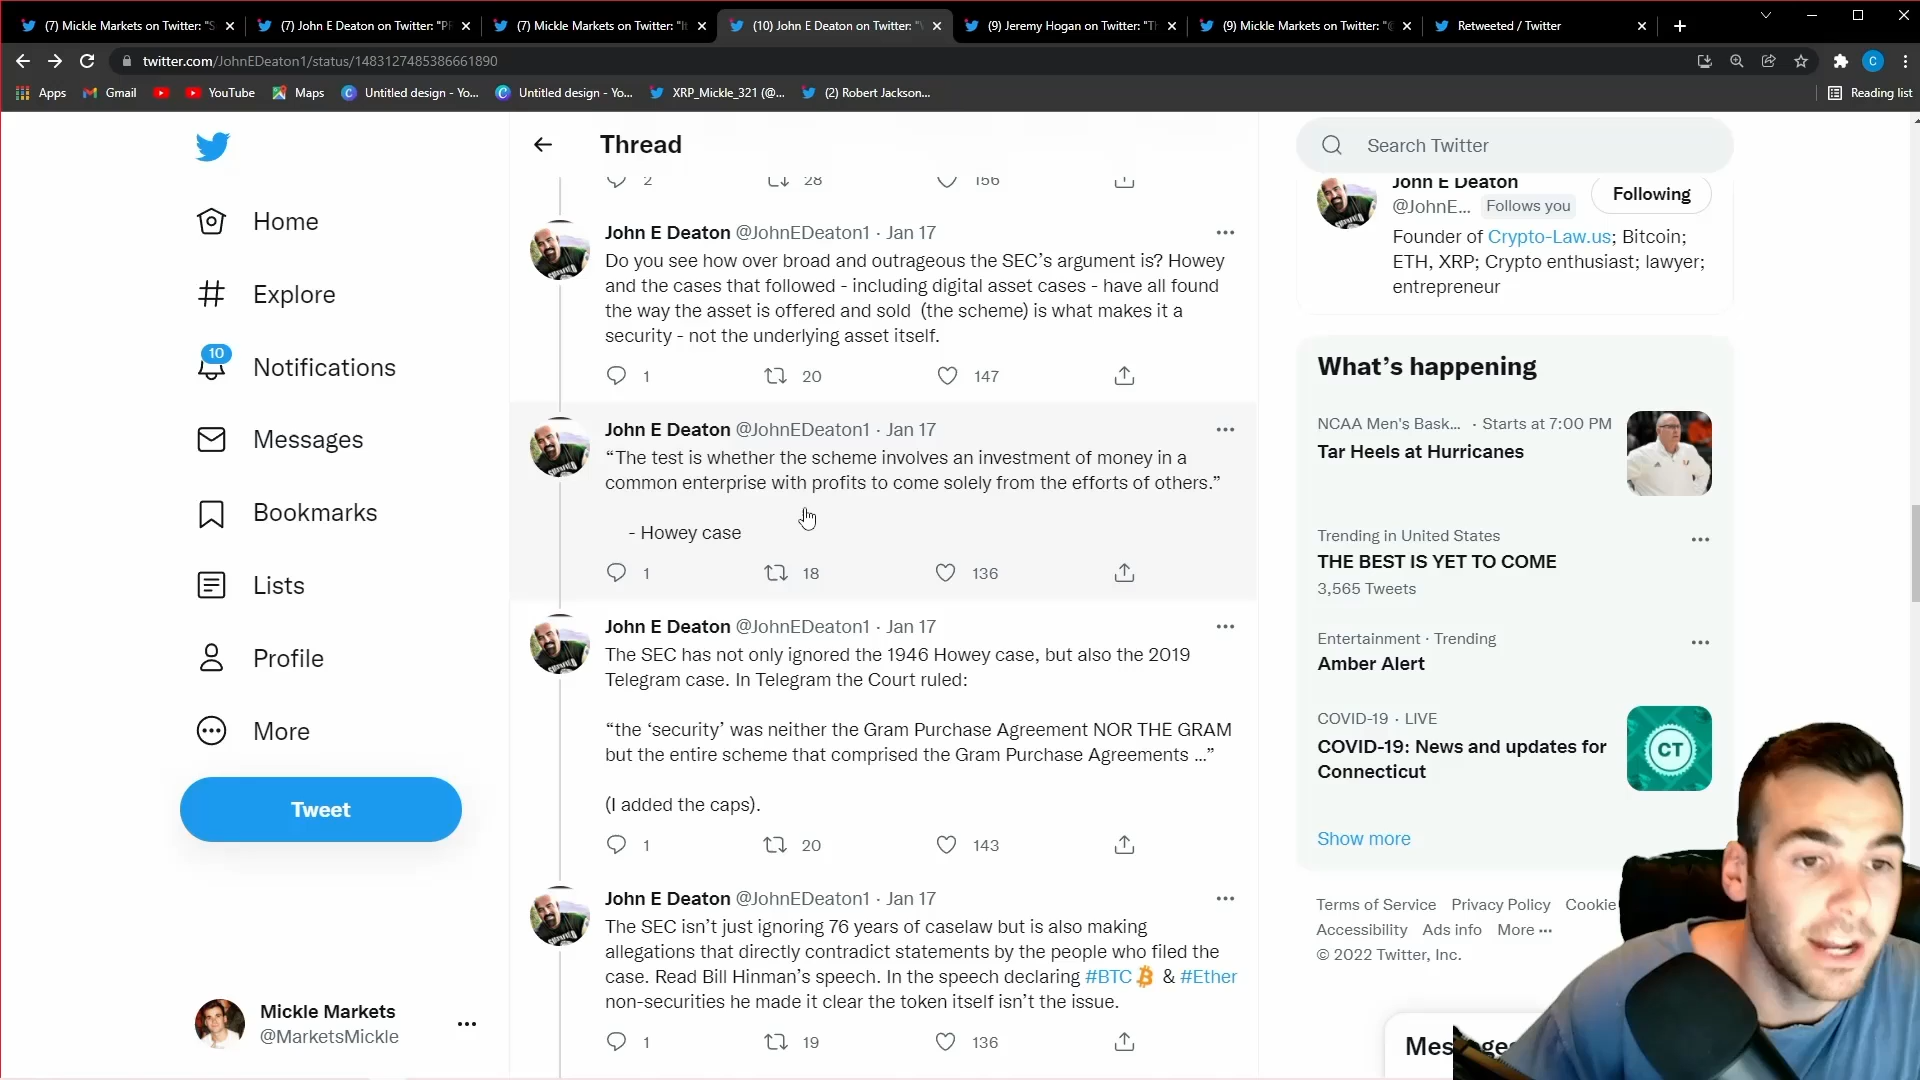 (7) Mickle Markets on Twitter: "S
(7) John E Deaton on Twitter: "PR
(7) Mickle Markets on Twitter: "It
(10) John E Deaton on Twitter: "
(9) Jeremy Hogan on Twitter: "Th
(9) Mickle Markets on Twitter: "@
Retweeted / Twitter
twitter.com/JohnEDeaton1/status/1483127485386661890
C
Apps
Gmail
YouTube
Maps
Untitled design - Yo...
Untitled design - Yo...
XRP_Mickle_321 (@...
(2) Robert Jackson...
Reading list
Home
Explore
10
Notifications
Messages
Bookmarks
Lists
Profile
More
Tweet
Mickle Markets
@MarketsMickle
Thread
2 28 156
John E Deaton @JohnEDeaton1 · Jan 17
Do you see how over broad and outrageous the SEC’s argument is? Howey
and the cases that followed - including digital asset cases - have all found
the way the asset is offered and sold (the scheme) is what makes it a
security - not the underlying asset itself.
1 20 147
John E Deaton @JohnEDeaton1 · Jan 17
“The test is whether the scheme involves an investment of money in a
common enterprise with profits to come solely from the efforts of others.”
- Howey case
1 18 136
John E Deaton @JohnEDeaton1 · Jan 17
The SEC has not only ignored the 1946 Howey case, but also the 2019
Telegram case. In Telegram the Court ruled:
“the ‘security’ was neither the Gram Purchase Agreement NOR THE GRAM
but the entire scheme that comprised the Gram Purchase Agreements ...”
(I added the caps).
1 20 143
John E Deaton @JohnEDeaton1 · Jan 17
The SEC isn’t just ignoring 76 years of caselaw but is also making
allegations that directly contradict statements by the people who filed the
case. Read Bill Hinman’s speech. In the speech declaring #BTC & #Ether
non-securities he made it clear the token itself isn’t the issue.
1 19 136
Search Twitter
John E Deaton
@JohnE... Follows you
Following
Founder of Crypto-Law.us; Bitcoin;
ETH, XRP; Crypto enthusiast; lawyer;
entrepreneur
What’s happening
NCAA Men's Bask... · Starts at 7:00 PM
Tar Heels at Hurricanes
Trending in United States
THE BEST IS YET TO COME
3,565 Tweets
Entertainment · Trending
Amber Alert
COVID-19 · LIVE
COVID-19: News and updates for
Connecticut
CT
Show more
Terms of Service Privacy Policy Cookie
Accessibility Ads info More
© 2022 Twitter, Inc.